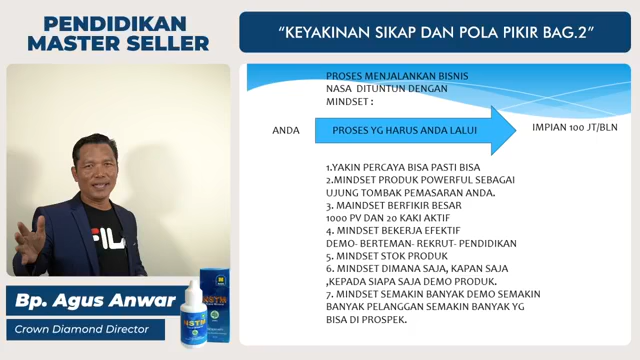 PENDIDIKAN
MASTER SELLER
"KEYAKINAN SIKAP DAN POLA PIKIR BAG.2"
PROSES MENJALANKAN BISNIS
NASA DITUNTUN DENGAN
MINDSET :
ANDA
PROSES YG HARUS ANDA LALUI
IMPIAN 100 JT/BLN
1.YAKIN PERCAYA BISA PASTI BISA
2.MINDSET PRODUK POWERFUL SEBAGAI
UJUNG TOMBAK PEMASARAN ANDA.
3. MAINDSET BERFIKIR BESAR
1000 PV DAN 20 KAKI AKTIF
4. MINDSET BEKERJA EFEKTIF
DEMO- BERTEMAN- REKRUT- PENDIDIKAN
5. MINDSET STOK PRODUK
6. MINDSET DIMANA SAJA, KAPAN SAJA
,KEPADA SIAPA SAJA DEMO PRODUK.
7. MINDSET SEMAKIN BANYAK DEMO SEMAKIN
BANYAK PELANGGAN SEMAKIN BANYAK YG
BISA DI PROSPEK.
FILA
Bp. Agus Anwar
Crown Diamond Director